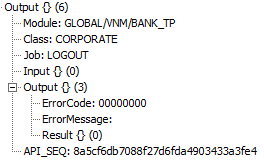 Output {} (6)
Module: GLOBAL/VNM/BANK_TP
Class: CORPORATE
Job: LOGOUT
Input {} (0)
Output {} (3)
ErrorCode: 00000000
ErrorMessage:
Result {} (0)
API_SEQ: 8a5cf6db7088f27d6fda4903433a3fe4